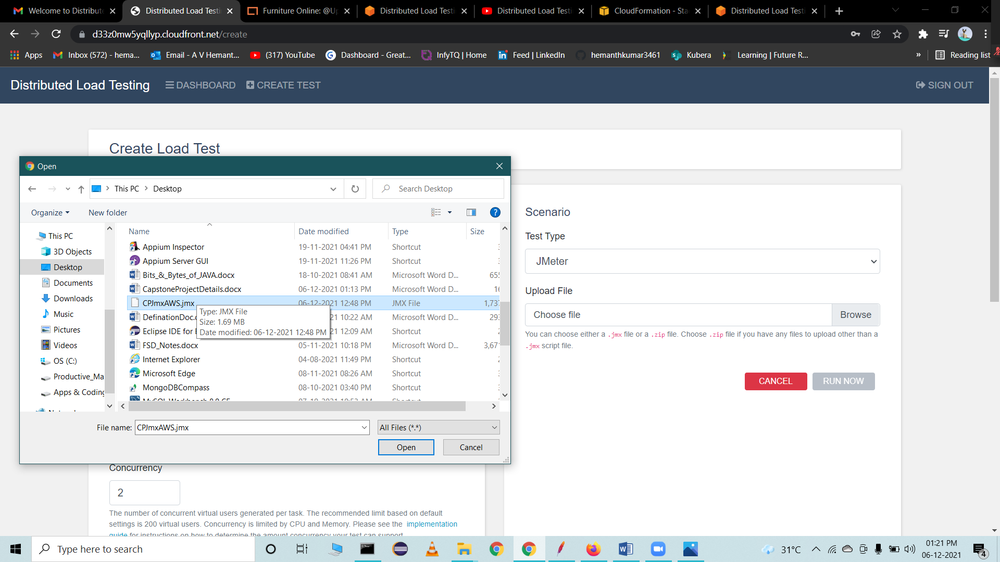 Welcome to Distribute
Distributed Load Testi
Furniture Online: @Up
Distributed Load Testi
Distributed Load Testi
CloudFormation - Sta
Distributed Load Testi
d33z0mw5yqllyp.cloudfront.net/create
Apps
Inbox (572) - hema...
Email - A V Hemant...
(317) YouTube
Dashboard - Great...
InfyTQ | Home
Feed | LinkedIn
hemanthkumar3461
Kubera
Learning | Future R...
»
Reading list
Distributed Load Testing
DASHBOARD
CREATE TEST
SIGN OUT
Create Load Test
Open
This PC > Desktop
Search Desktop
Organize
New folder
This PC
3D Objects
Desktop
Documents
Downloads
Music
Pictures
Videos
OS (C:)
Productive_Ma
Apps & Coding
Name Date modified Type Size
Appium Inspector 19-11-2021 04:41 PM Shortcut
Appium Server GUI 19-11-2021 11:26 PM Shortcut
Bits_&_Bytes_of_JAVA.docx 18-10-2021 08:41 AM Microsoft Word D... 655
CapstoneProjectDetails.docx 06-12-2021 01:13 PM Microsoft Word D... 16
CPJmxAWS.jmx 06-12-2021 12:48 PM JMX File 1,737
DefinationDoc. 21 10:22 AM Microsoft Word D... 293
Eclipse IDE for 21 12:09 AM Shortcut
FSD_Notes.docx 05-11-2021 10:18 PM Microsoft Word D... 3,671
Internet Explorer 04-08-2021 11:49 PM Shortcut
Microsoft Edge 08-11-2021 08:26 AM Shortcut
MongoDBCompass 08-10-2021 03:40 PM Shortcut
Type: JMX File
Size: 1.69 MB
Date modified: 06-12-2021 12:48 PM
File name: CPJmxAWS.jmx
All Files (*.*)
Open
Cancel
Scenario
Test Type
JMeter
Upload File
Choose file
Browse
You can choose either a .jmx file or a .zip file. Choose .zip file if you have any files to upload other than a
.jmx script file.
CANCEL
RUN NOW
Concurrency
2
The number of concurrent virtual users generated per task. The recommended limit based on default
settings is 200 virtual users. Concurrency is limited by CPU and Memory. Please see the implementation
guide for instructions on how to determine the amount concurrency your test can support.
Type here to search
31°C
01:21 PM
06-12-2021
4